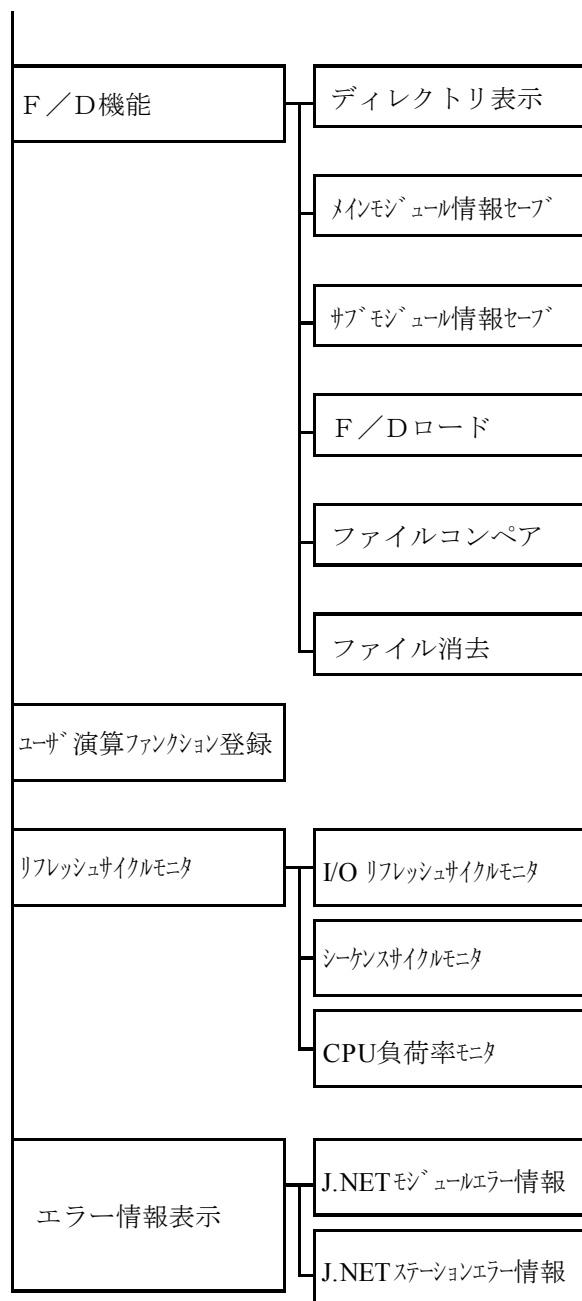 F／D機能
ディレクトリ表示
ﾒｲﾝﾓｼﾞｭｰﾙ情報ｾｰﾌﾞ
ｻﾌﾞﾓｼﾞｭｰﾙ情報ｾｰﾌﾞ
F／Dロード
ファイルコンペア
ファイル消去
ﾕｰｻﾞ演算ﾌｧﾝｸｼｮﾝ登録
ﾘﾌﾚｯｼｭｻｲｸﾙﾓﾆﾀ
I/O ﾘﾌﾚｯｼｭｻｲｸﾙﾓﾆﾀ
ｼｰｹﾝｽｻｲｸﾙﾓﾆﾀ
CPU負荷率ﾓﾆﾀ
エラー情報表示
J.NETﾓｼﾞｭｰﾙｴﾗｰ情報
J.NETｽﾃｰｼｮﾝｴﾗｰ情報